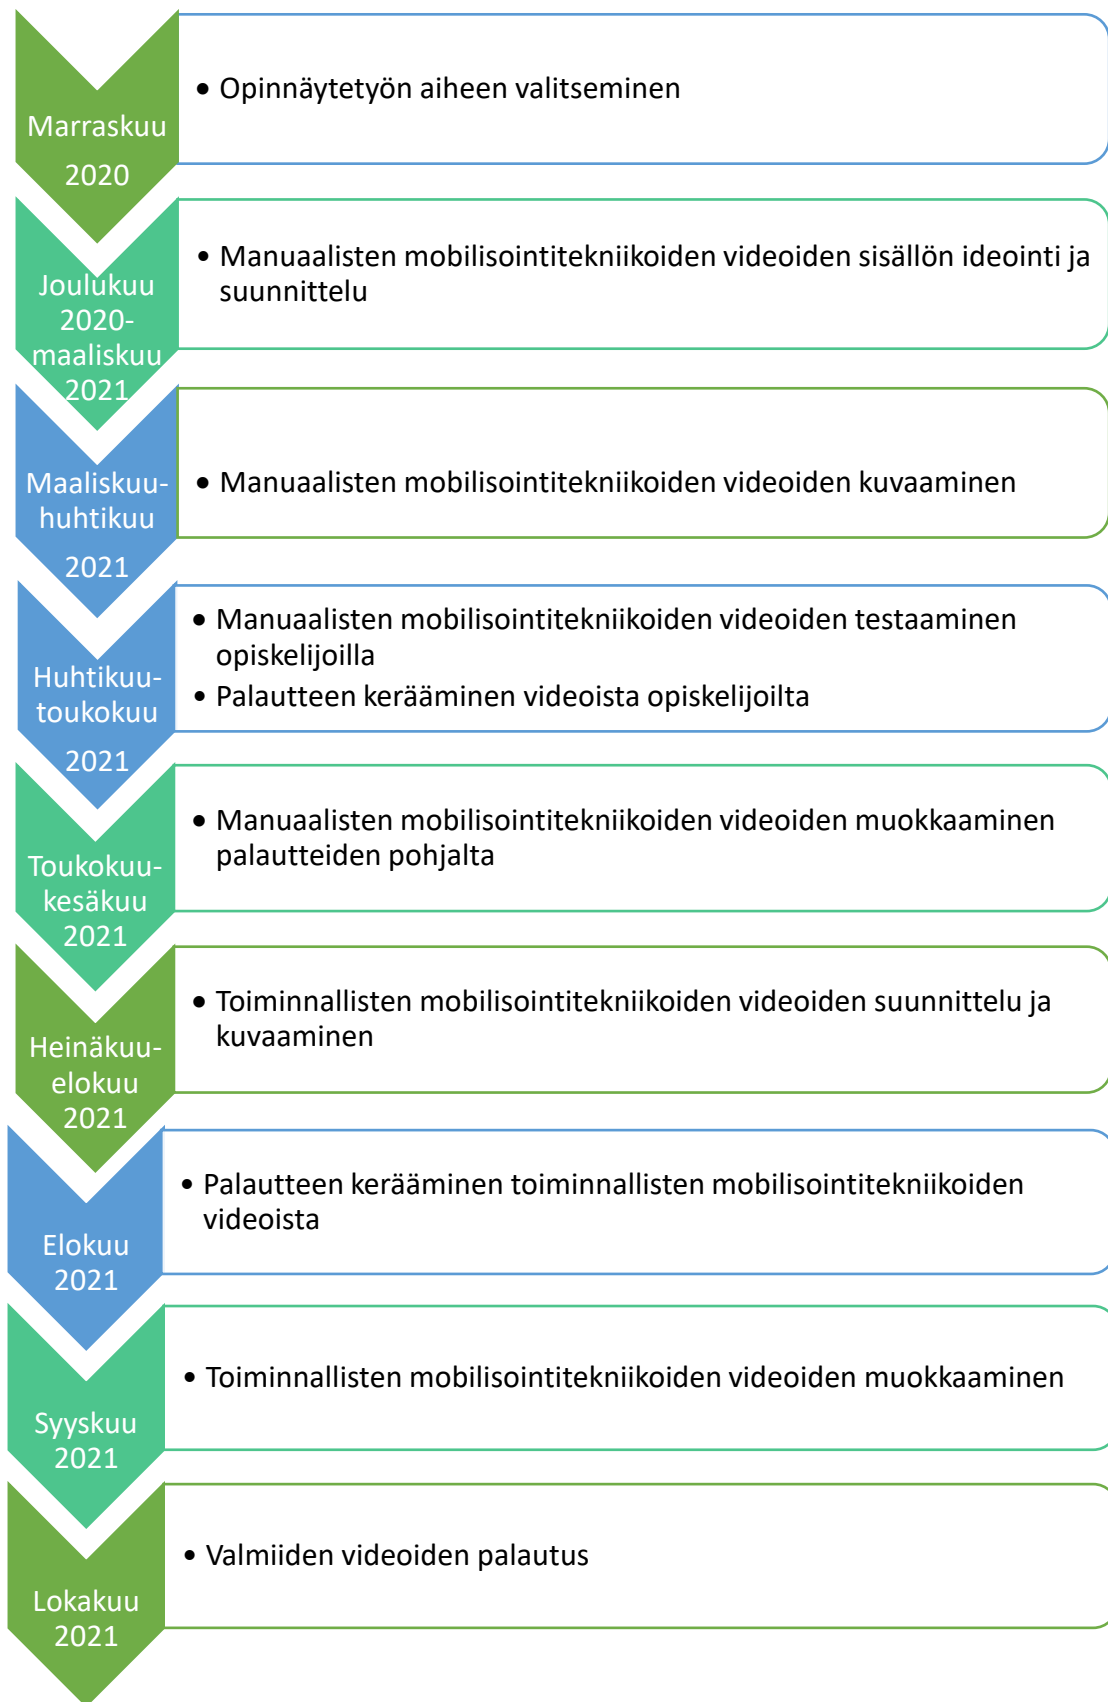 Marraskuu
2020
• Opinnäytetyön aiheen valitseminen
Joulukuu
2020-
maaliskuu
2021
• Manuaalisten mobilisointitekniikoiden videoiden sisällön ideointi ja
suunnittelu
Maaliskuu-
huhtikuu
2021
• Manuaalisten mobilisointitekniikoiden videoiden kuvaaminen
Huhtikuu-
toukokuu
2021
• Manuaalisten mobilisointitekniikoiden videoiden testaaminen
opiskelijoilla
• Palautteen kerääminen videoista opiskelijoilta
Toukokuu-
kesäkuu
2021
• Manuaalisten mobilisointitekniikoiden videoiden muokkaaminen
palautteiden pohjalta
Heinäkuu-
elokuu
2021
• Toiminnallisten mobilisointitekniikoiden videoiden suunnittelu ja
kuvaaminen
Elokuu
2021
• Palautteen kerääminen toiminnallisten mobilisointitekniikoiden
videoista
Syyskuu
2021
• Toiminnallisten mobilisointitekniikoiden videoiden muokkaaminen
Lokakuu
2021
• Valmiiden videoiden palautus